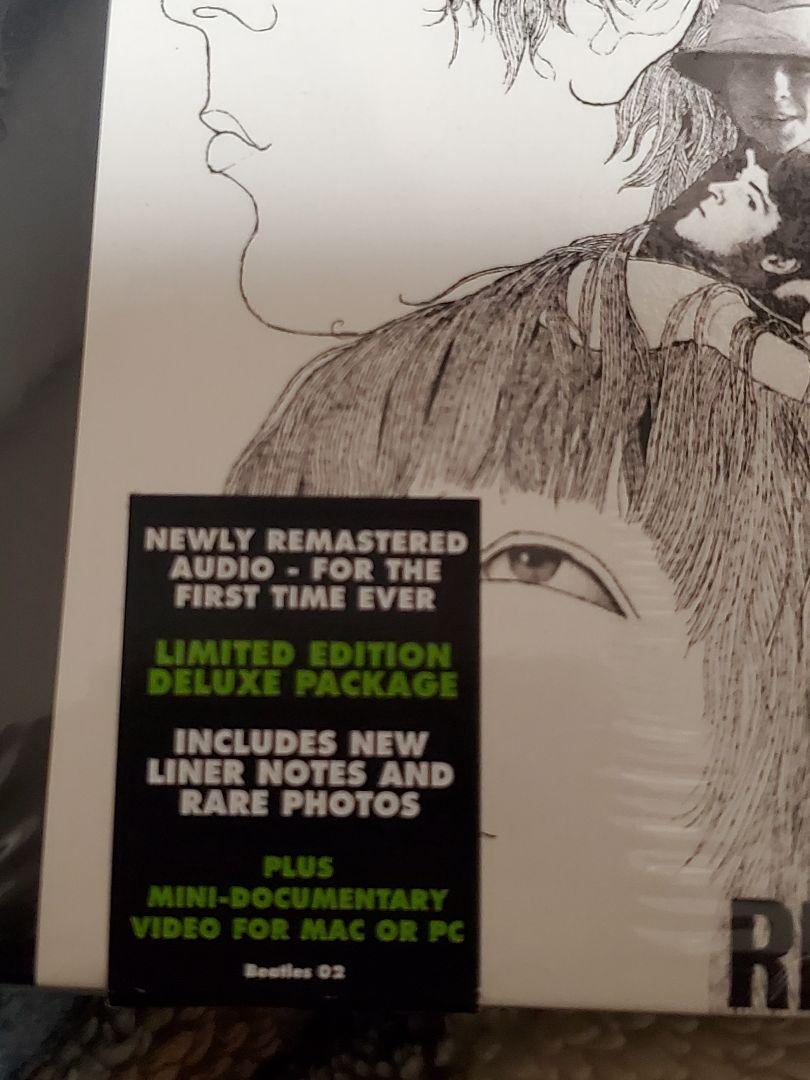 NEWLY REMASTERED
AUDIO - FOR THE
FIRST TIME EVER
LIMITED EDITION
DELUXE PACKAGE
INCLUDES NEW
LINER NOTES AND
RARE PHOTOS
PLUS
MINI-DOCUMENTARY
VIDEO FOR MAC OR PC
Beatles 02